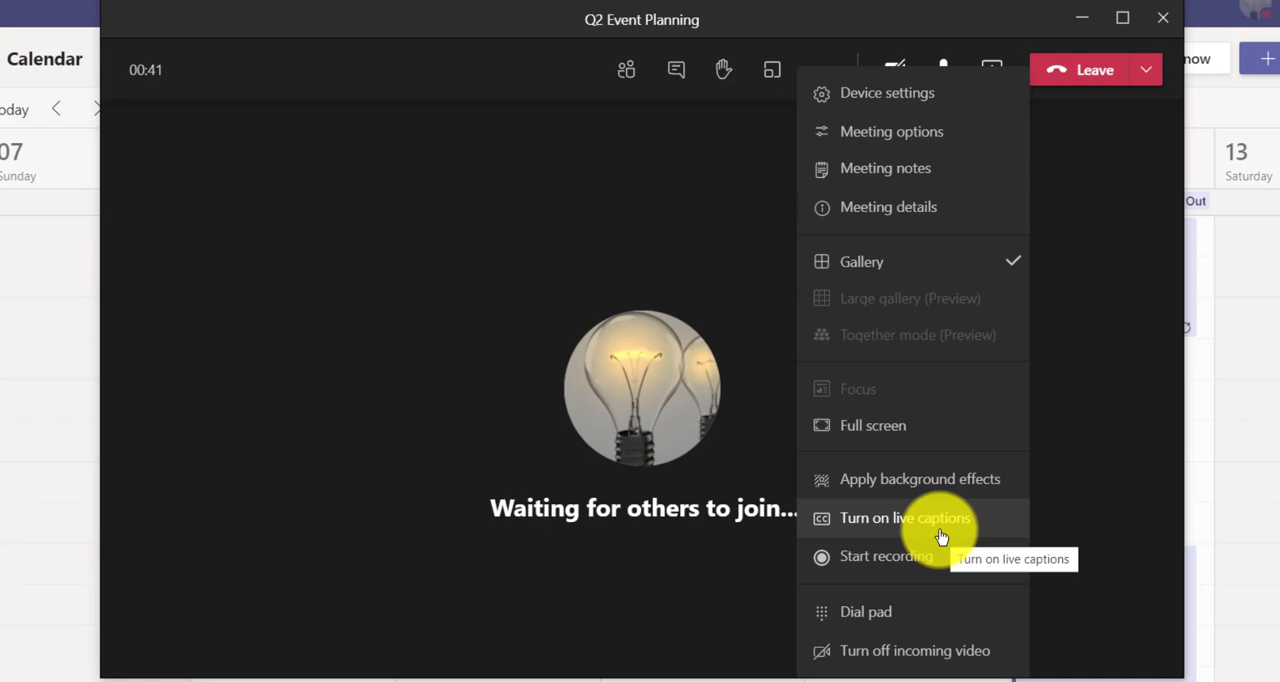 Q2 Event Planning
Calendar
00:41
Leave
now
oday
07
Sunday
13
Saturday
Out
Device settings
Meeting options
Meeting notes
Meeting details
Gallery
Large gallery (Preview)
Together mode (Preview)
Focus
Full screen
Waiting for others to join...
Apply background effects
CC Turn on live captions
Start recording
Turn on live captions
Dial pad
Turn off incoming video